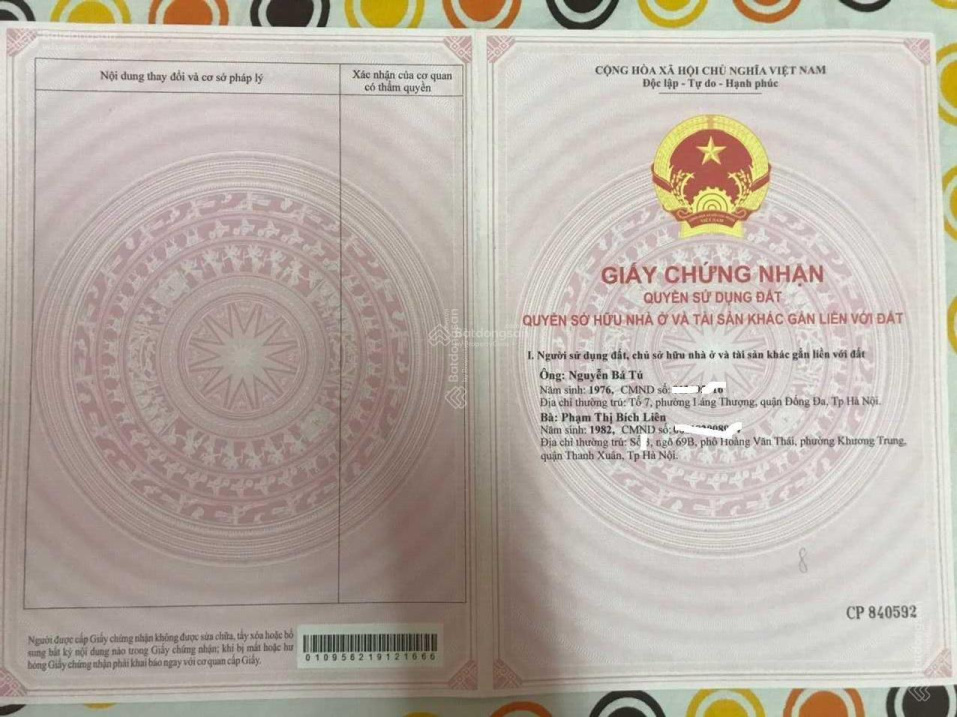 Nội dung thay đổi và cơ sở pháp lý
Xác nhận của cơ quan
có thẩm quyền
Người được cấp Giấy chứng nhận không được sửa chữa, tẩy xóa hoặc bổ
sung bất kỳ nội dung nào trong Giấy chứng nhận; khi bị mất hoặc hư
hỏng Giấy chứng nhận phải khai báo ngay với cơ quan cấp Giấy.
010956219121666
CỘNG HÒA XÃ HỘI CHỦ NGHĨA VIỆT NAM
Độc lập - Tự do - Hạnh phúc
GIẤY CHỨNG NHẬN
QUYỀN SỬ DỤNG ĐẤT
QUYỀN SỞ HỮU NHÀ Ở VÀ TÀI SẢN KHÁC GẮN LIỀN VỚI ĐẤT
I. Người sử dụng đất, chủ sở hữu nhà ở và tài sản khác gắn liền với đất
Ông: Nguyễn Bá Tú
Năm sinh: 1976, CMND số:
Địa chỉ thường trú: Tổ 7, phường Láng Thượng, quận Đống Đa, Tp Hà Nội.
Bà: Phạm Thị Bích Liên
Năm sinh: 1982, CMND số:
Địa chỉ thường trú: Số 3, ngõ 69B, phố Hoàng Văn Thái, phường Khương Trung,
quận Thanh Xuân, Tp Hà Nội.
8
CP 840592
Batdongsan